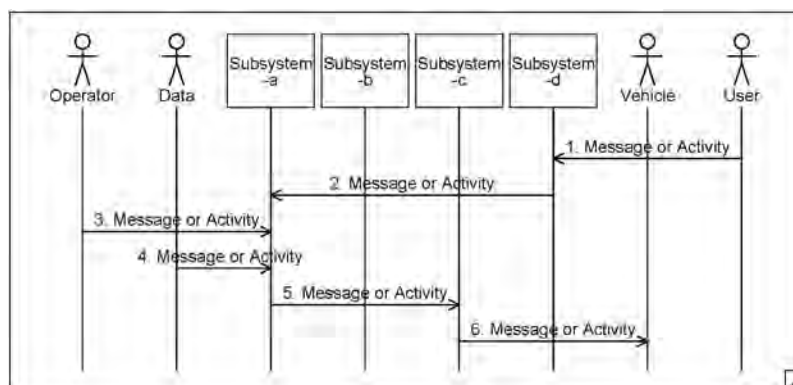 Subsystem
-a
Subsystem
-b
Subsystem
-c
Subsystem
-d
Operator
Data
Vehicle
User
1. Message or Activity
2. Message or Activity
3. Message or Activity
4. Message or Activity
5. Message or Activity
6. Message or Activity